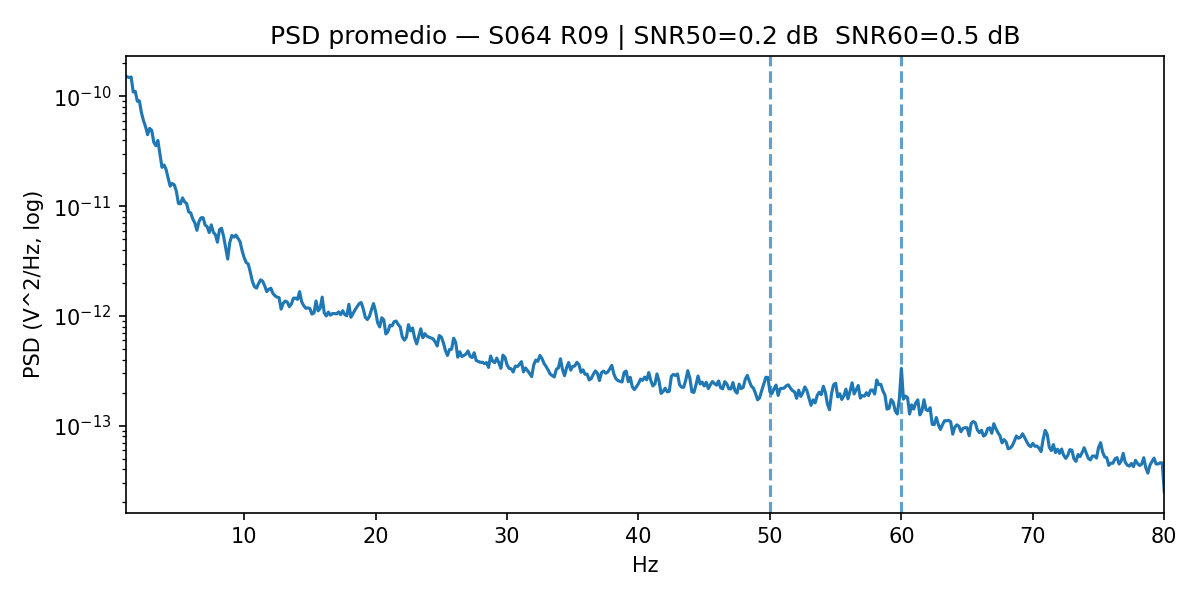 PSD promedio — S064 R09 | SNR50=0.2 dB  SNR60=0.5 dB
PSD (V^2/Hz, log)
10⁻¹⁰
10⁻¹¹
10⁻¹²
10⁻¹³
10 20 30 40 50 60 70 80
Hz